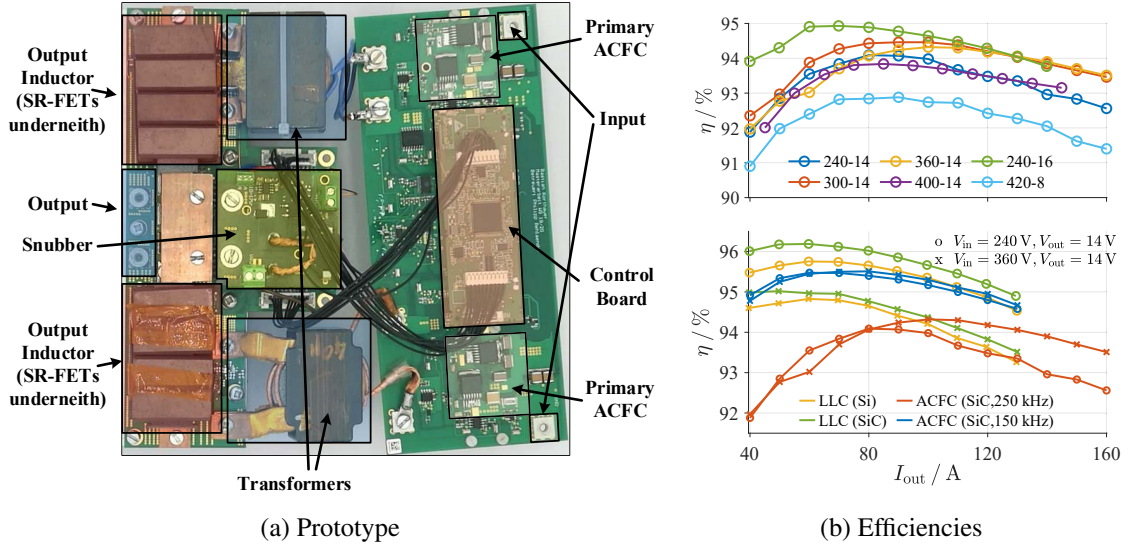 Output
Inductor
(SR-FETs
underneith)
Output
Snubber
Output
Inductor
(SR-FETs
underneith)
Transformers
Primary
ACFC
Input
Control
Board
Primary
ACFC
(a) Prototype
95
94
93
92
91
90
η / %
240-14
360-14
240-16
300-14
400-14
420-8
96
95
94
93
92
η / %
o V_in = 240 V, V_out = 14 V
x V_in = 360 V, V_out = 14 V
LLC (Si)
ACFC (SiC,250 kHz)
LLC (SiC)
ACFC (SiC,150 kHz)
40
80
120
160
I_out / A
(b) Efficiencies